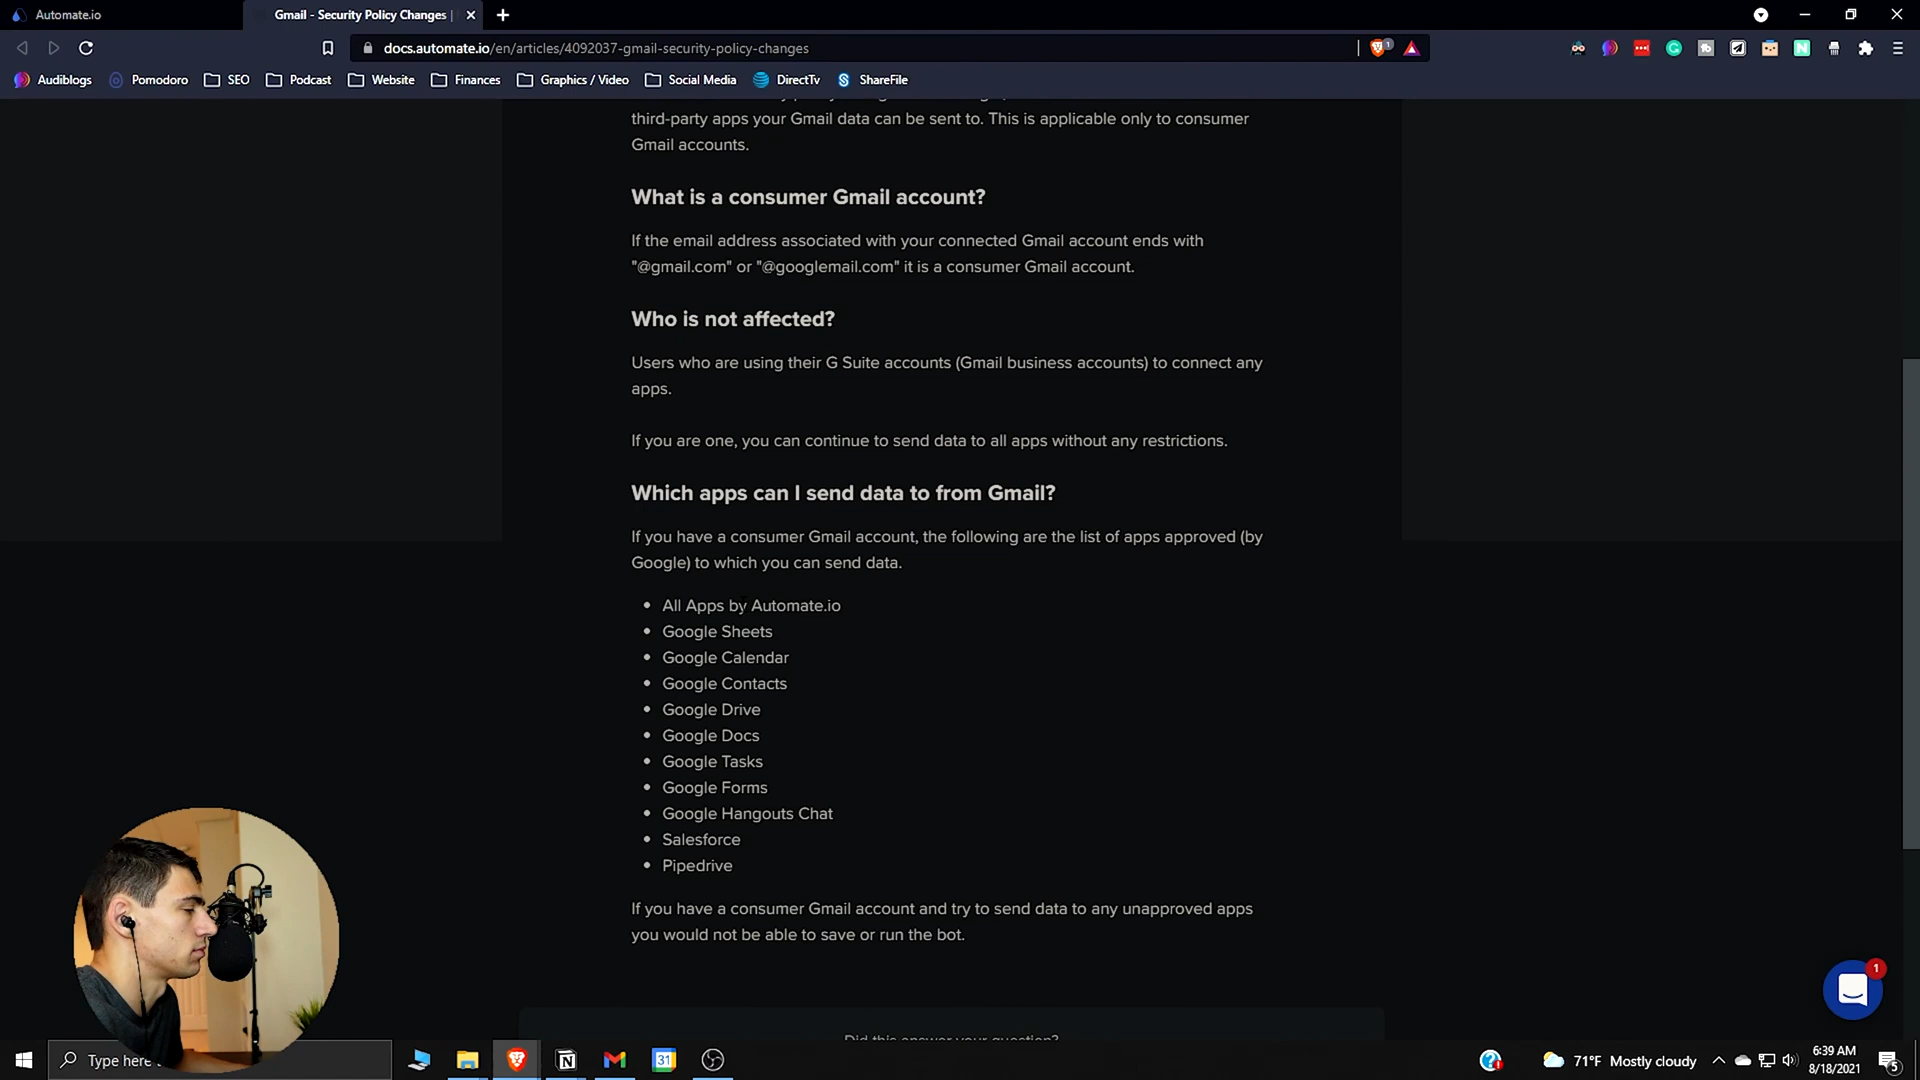 Automate.io
Gmail - Security Policy Changes |
docs.automate.io/en/articles/4092037-gmail-security-policy-changes
1
Audiblogs
Pomodoro
SEO
Podcast
Website
Finances
Graphics / Video
Social Media
DirectTv
ShareFile
third-party apps your Gmail data can be sent to. This is applicable only to consumer
Gmail accounts.
What is a consumer Gmail account?
If the email address associated with your connected Gmail account ends with
"@gmail.com" or "@googlemail.com" it is a consumer Gmail account.
Who is not affected?
Users who are using their G Suite accounts (Gmail business accounts) to connect any
apps.
If you are one, you can continue to send data to all apps without any restrictions.
Which apps can I send data to from Gmail?
If you have a consumer Gmail account, the following are the list of apps approved (by
Google) to which you can send data.
All Apps by Automate.io
Google Sheets
Google Calendar
Google Contacts
Google Drive
Google Docs
Google Tasks
Google Forms
Google Hangouts Chat
Salesforce
Pipedrive
If you have a consumer Gmail account and try to send data to any unapproved apps
you would not be able to save or run the bot.
1
Did this answer your question?
Type here
31
71°F Mostly cloudy
6:39 AM
8/18/2021
5